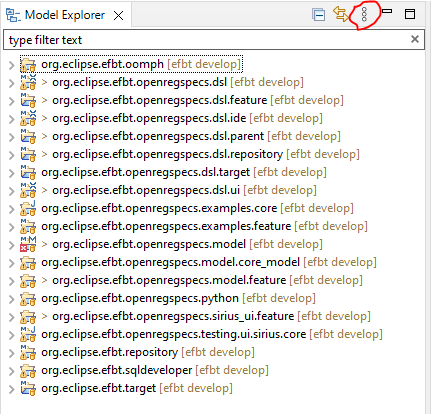 Model Explorer
type filter text
org.eclipse.efbt.oomph [efbt develop]
> org.eclipse.efbt.openregspecs.dsl [efbt develop]
> org.eclipse.efbt.openregspecs.dsl.feature [efbt develop]
> org.eclipse.efbt.openregspecs.dsl.ide [efbt develop]
> org.eclipse.efbt.openregspecs.dsl.parent [efbt develop]
> org.eclipse.efbt.openregspecs.dsl.repository [efbt develop]
org.eclipse.efbt.openregspecs.dsl.target [efbt develop]
> org.eclipse.efbt.openregspecs.dsl.ui [efbt develop]
org.eclipse.efbt.openregspecs.examples.core [efbt develop]
org.eclipse.efbt.openregspecs.examples.feature [efbt develop]
> org.eclipse.efbt.openregspecs.model [efbt develop]
org.eclipse.efbt.openregspecs.model.core_model [efbt develop]
> org.eclipse.efbt.openregspecs.model.feature [efbt develop]
org.eclipse.efbt.openregspecs.python [efbt develop]
> org.eclipse.efbt.openregspecs.sirius_ui.feature [efbt develop]
> org.eclipse.efbt.openregspecs.testing.ui.sirius.core [efbt develop]
org.eclipse.efbt.repository [efbt develop]
org.eclipse.efbt.sqldeveloper [efbt develop]
org.eclipse.efbt.target [efbt develop]